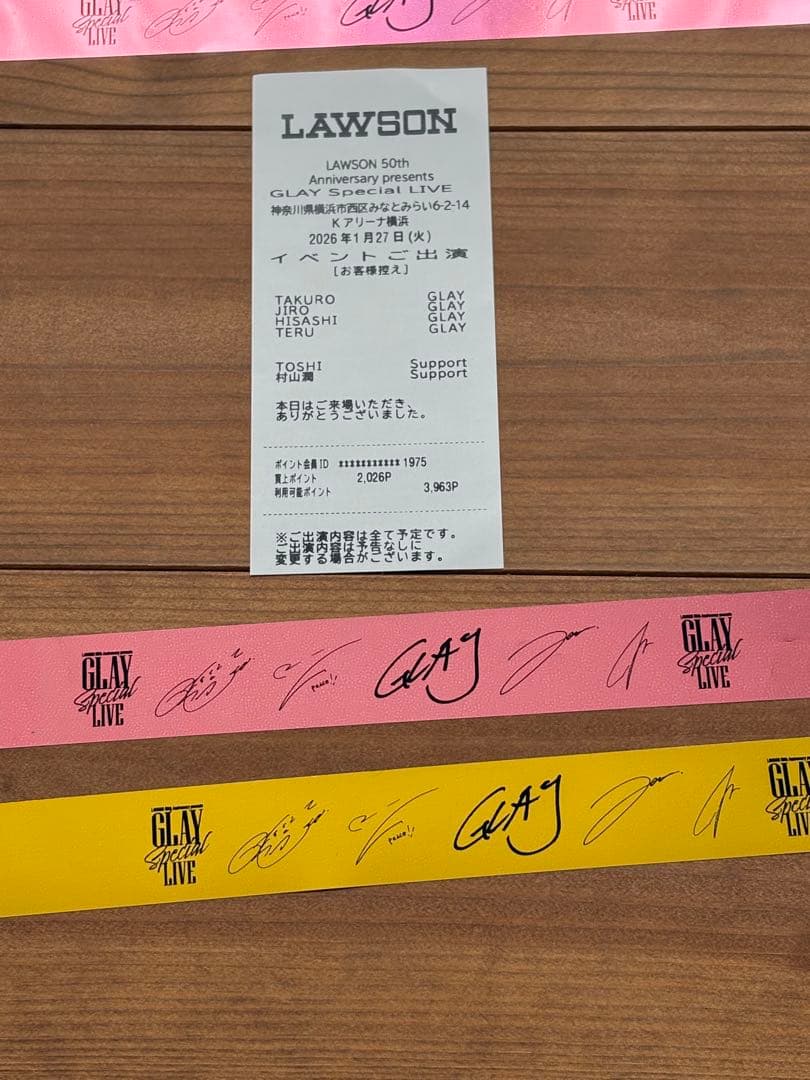 GLAY
Special
LIVE
GLAY
LAWSON
LAWSON 50th
Anniversary presents
GLAY Special LIVE
神奈川県横浜市西区みなとみらい6-2-14
Kアリーナ横浜
2026年1月27日(火)
イベントご出演
[お客様控え]
TAKURO GLAY
JIRO GLAY
HISASHI GLAY
TERU GLAY
TOSHI Support
村山潤 Support
本日はご来場いただき、
ありがとうございました。
ポイント会員ID ***********1975
買上ポイント 2,026P
利用可能ポイント 3,963P
※ご出演内容は全て予定です。
ご出演内容は予告なしに
変更する場合がございます。
GLAY
Special
LIVE
peace!!
GLAY
GLAY
Special
LIVE
GLAY
Special
LIVE
peace!!
GLAY